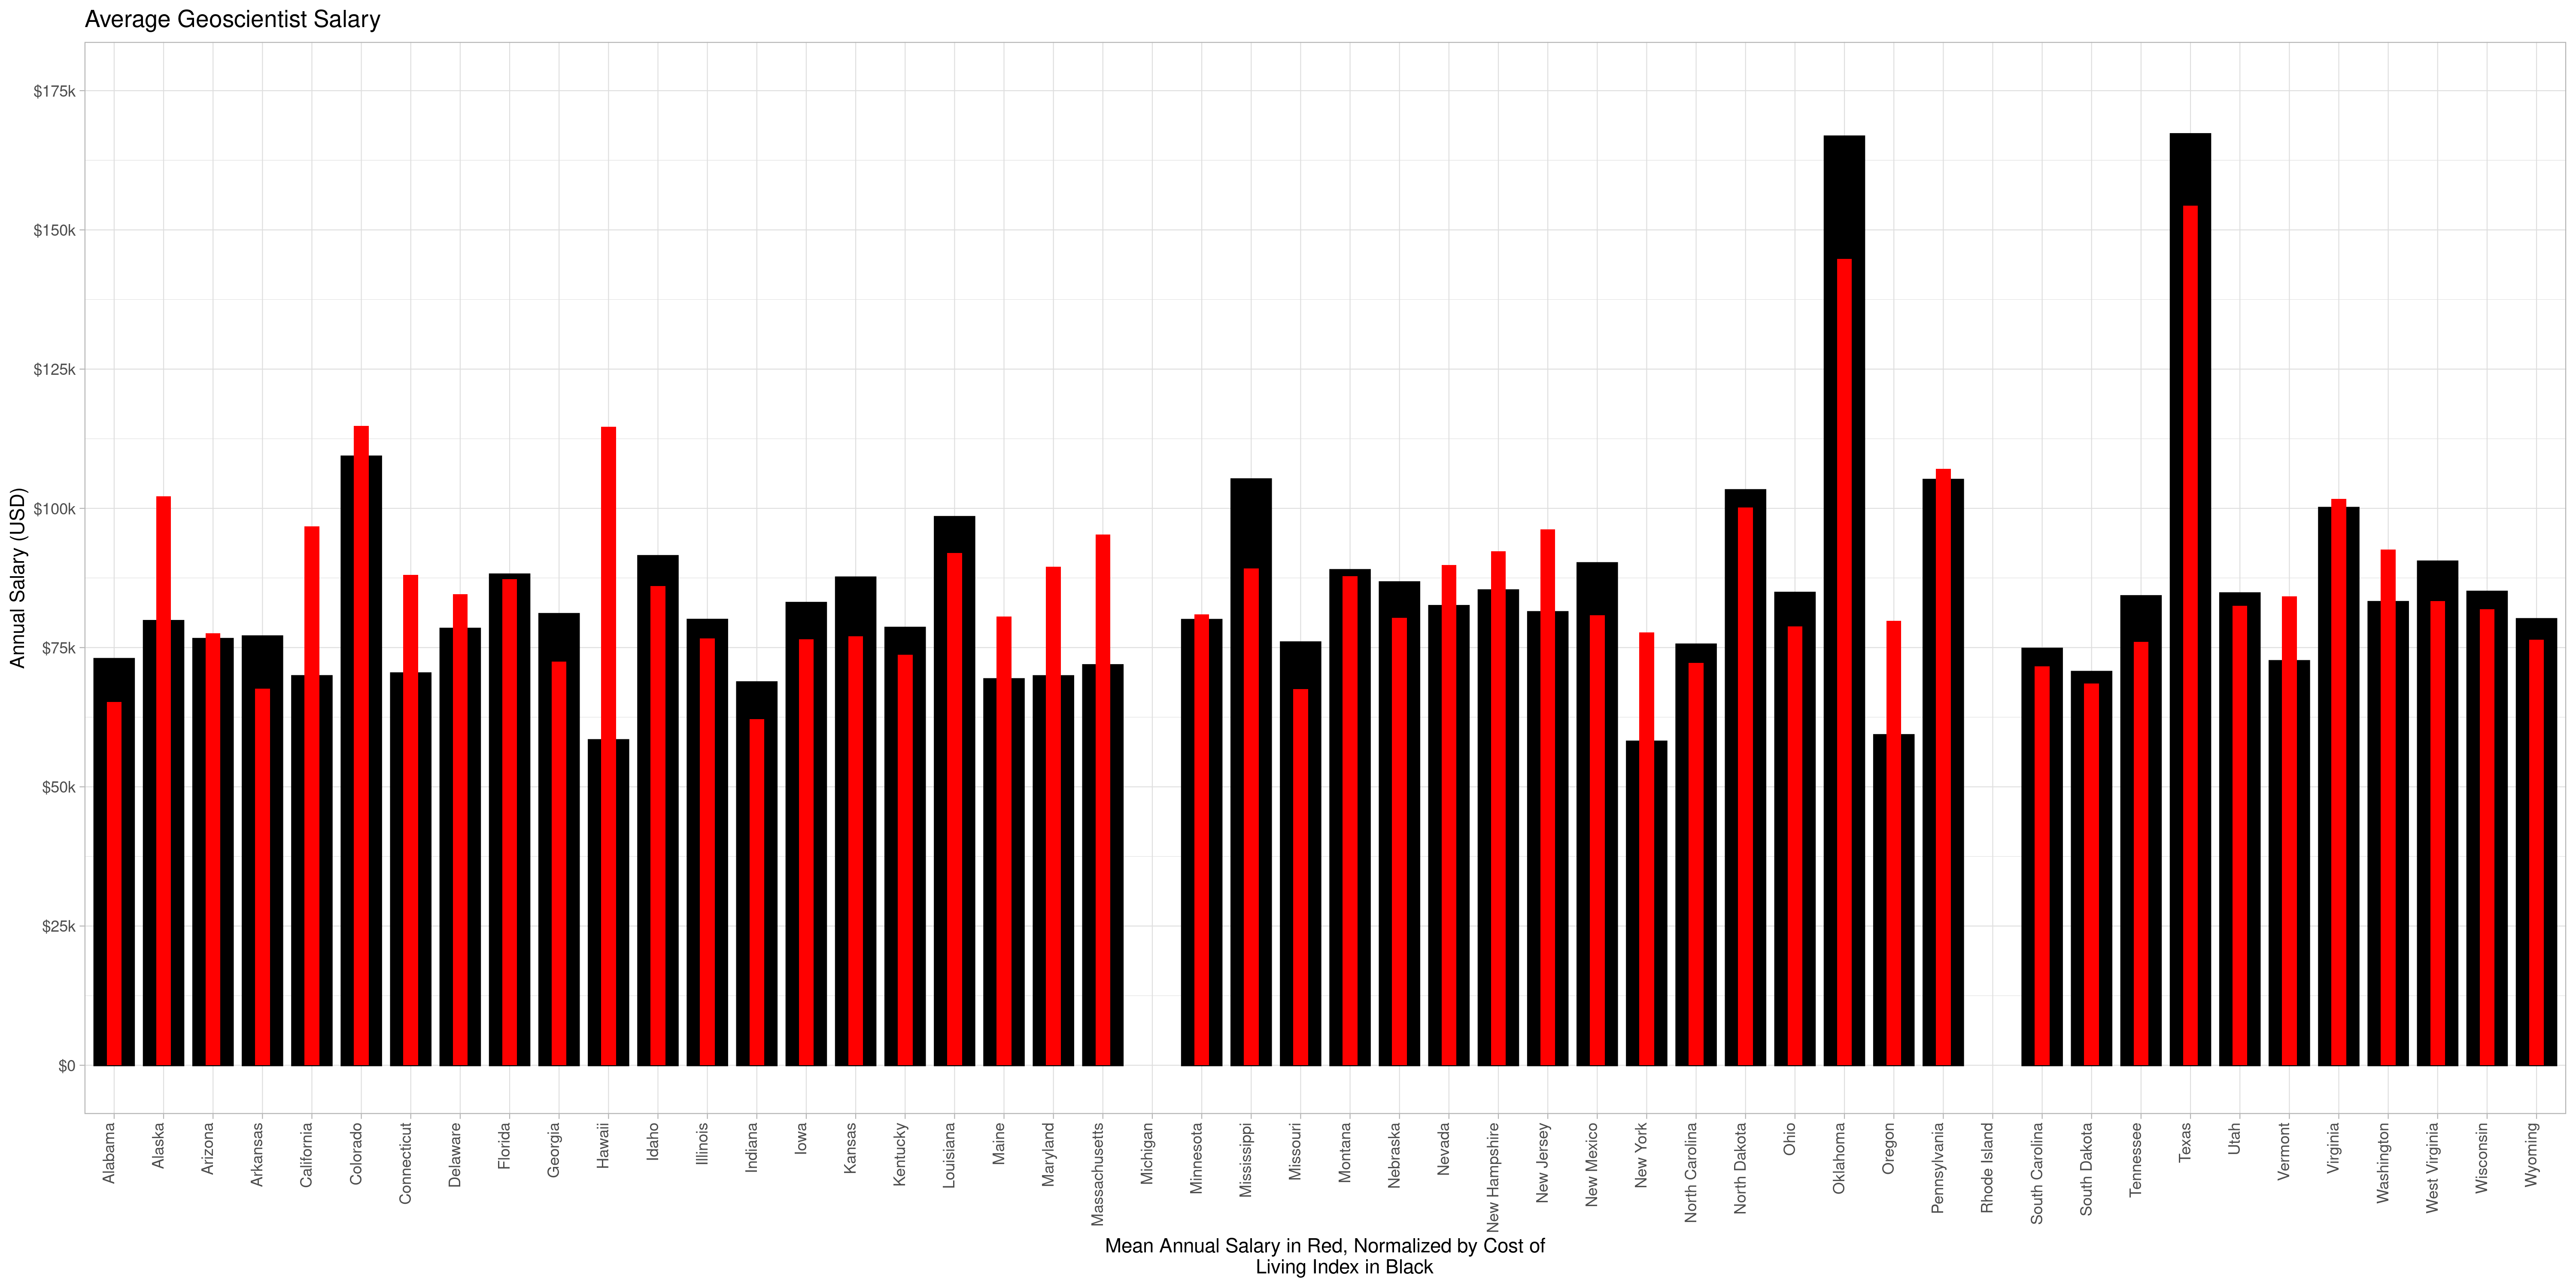 Average Geoscientist Salary
$175k
$150k
$125k
$100k
$75k
$50k
$25k
$0
Annual Salary (USD)
Alabama
Alaska
Arizona
Arkansas
California
Colorado
Connecticut
Delaware
Florida
Georgia
Hawaii
Idaho
Illinois
Indiana
Iowa
Kansas
Kentucky
Louisiana
Maine
Maryland
Massachusetts
Michigan
Minnesota
Mississippi
Missouri
Montana
Nebraska
Nevada
New Hampshire
New Jersey
New Mexico
New York
North Carolina
North Dakota
Ohio
Oklahoma
Oregon
Pennsylvania
Rhode Island
South Carolina
South Dakota
Tennessee
Texas
Utah
Vermont
Virginia
Washington
West Virginia
Wisconsin
Wyoming
Mean Annual Salary in Red, Normalized by Cost of
Living Index in Black